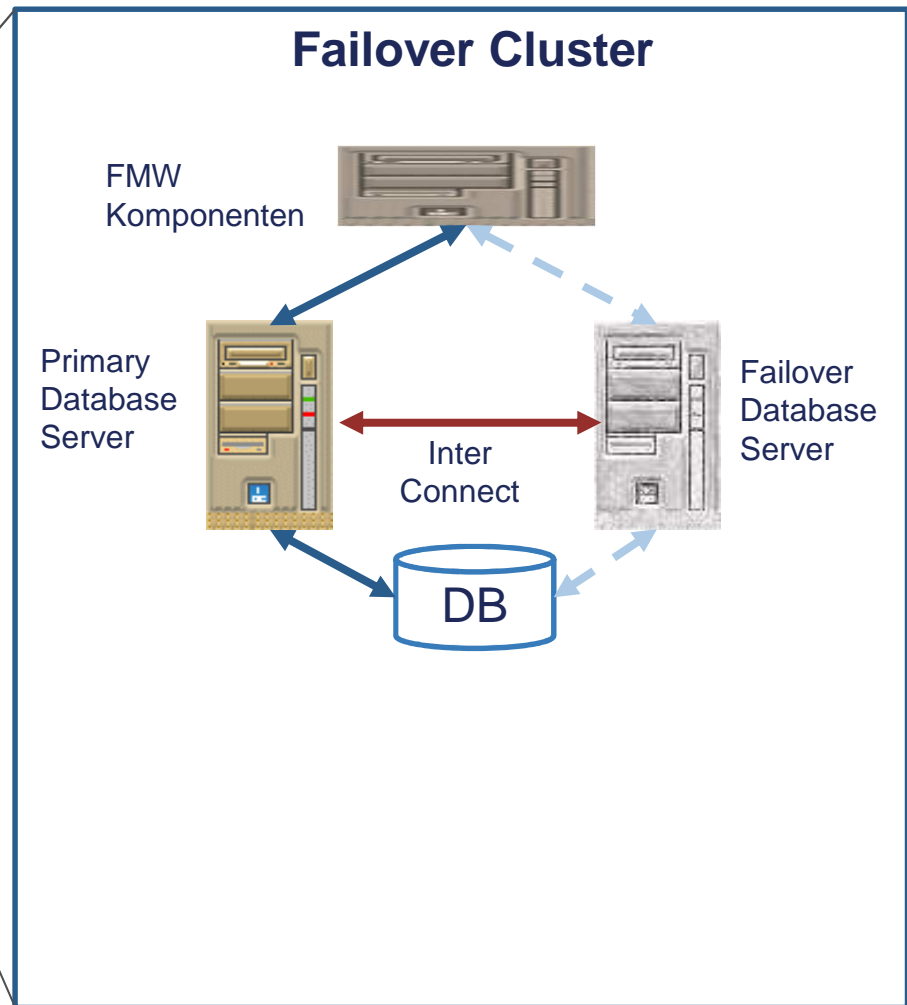 Failover Cluster
FMW
Komponenten
Primary
Database
Server
Inter
Connect
Failover
Database
Server
DB